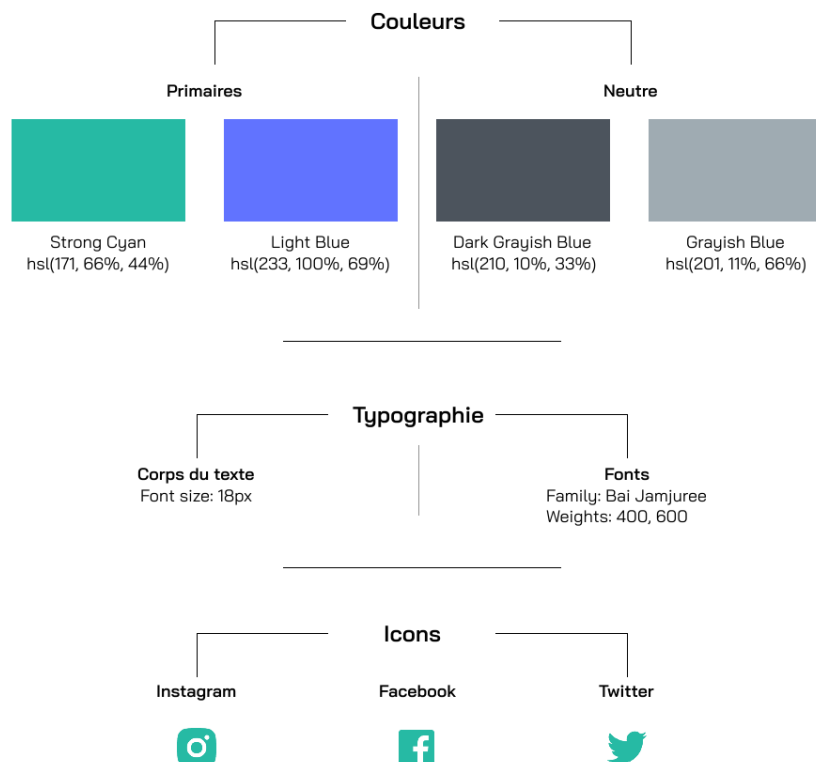 Couleurs
Primaires
Neutre
Strong Cyan
hsl(171, 66%, 44%)
Light Blue
hsl(233, 100%, 69%)
Dark Grayish Blue
hsl(210, 10%, 33%)
Grayish Blue
hsl(201, 11%, 66%)
Typographie
Corps du texte
Font size: 18px
Fonts
Family: Bai Jamjuree
Weights: 400, 600
Icons
Instagram
Facebook
Twitter